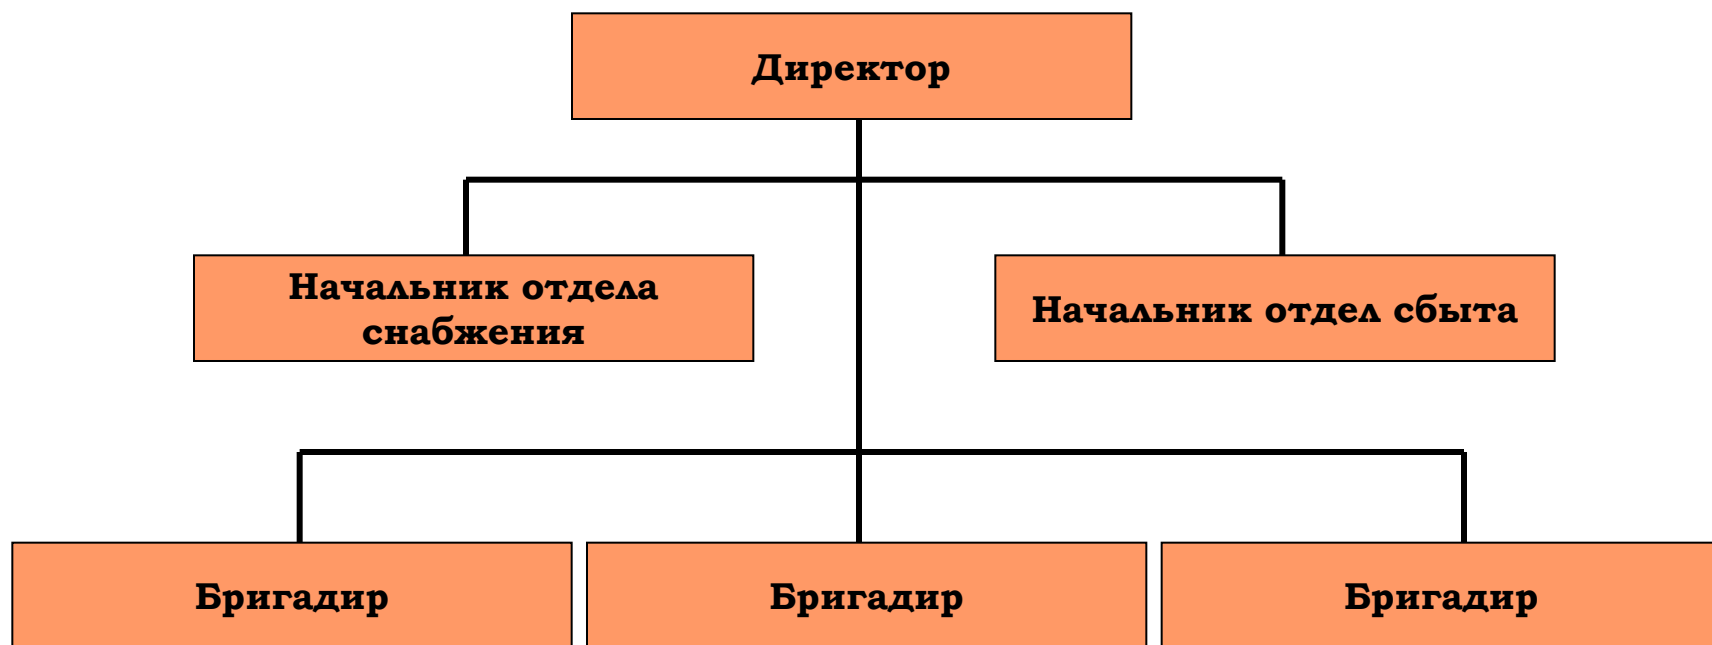 Директор
Начальник отдела
снабжения
Начальник отдел сбыта
Бригадир
Бригадир
Бригадир